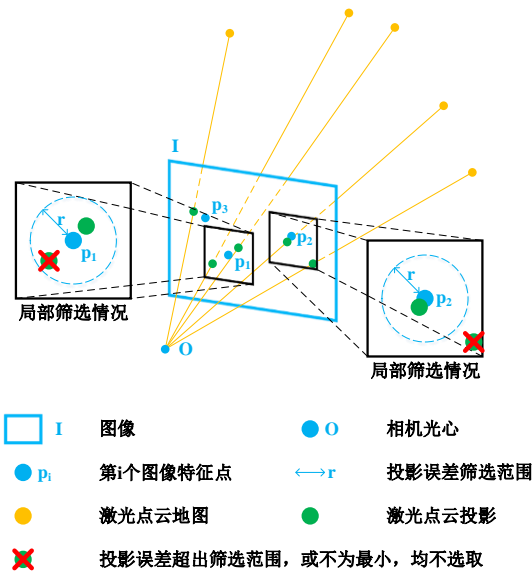 I
p3
r
p1
p1
p2
r
p2
局部筛选情况
O
局部筛选情况
I 图像 O 相机光心
pi 第i个图像特征点 r 投影误差筛选范围
激光点云地图 激光点云投影
投影误差超出筛选范围，或不为最小，均不选取